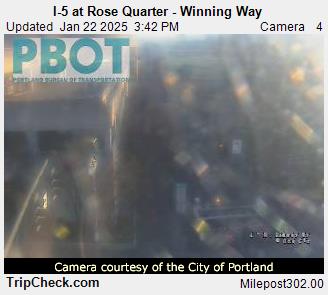 I-5 at Rose Quarter - Winning Way
Updated Jan 22 2025 3:42 PM Camera 4
PBOT
PORTLAND BUREAU OF TRANSPORTATION
Camera courtesy of the City of Portland
TripCheck.com Milepost302.00